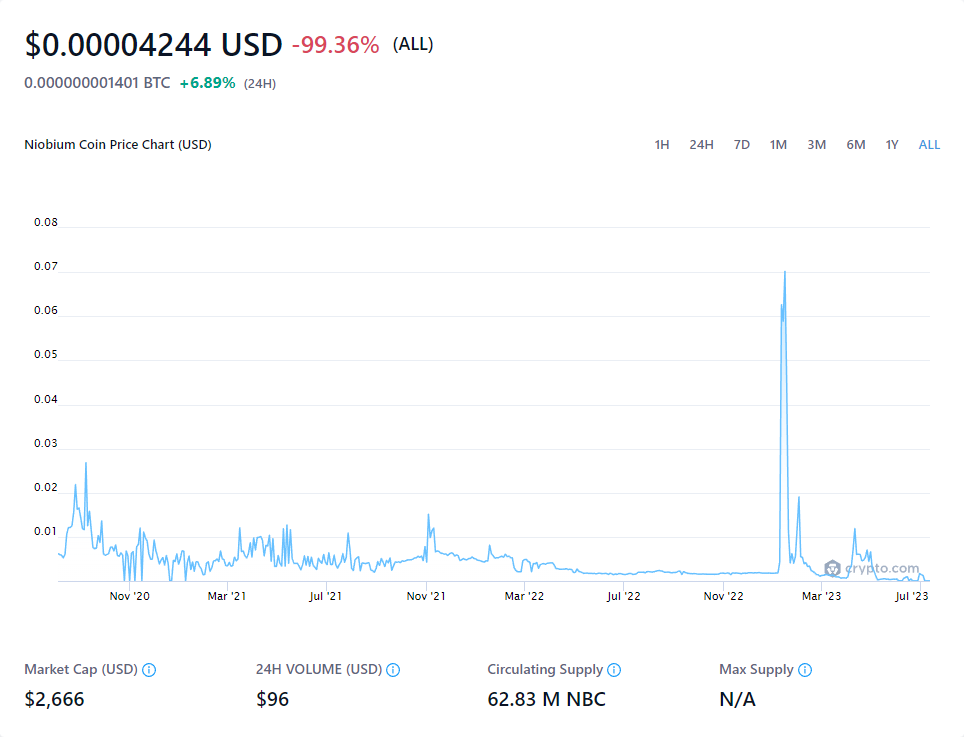 $0.00004244 USD -99.36% (ALL)
0.000000001401 BTC +6.89% (24H)
Niobium Coin Price Chart (USD) 1H 24H 7D 1M 3M 6M 1Y ALL
0.08
0.07
0.06
0.05
0.04
0.03
0.02
0.01
crypto.com
Nov '20 Mar '21 Jul '21 Nov '21 Mar '22 Jul '22 Nov '22 Mar '23 Jul '23
Market Cap (USD) 24H VOLUME (USD) Circulating Supply Max Supply
$2,666 $96 62.83 M NBC N/A